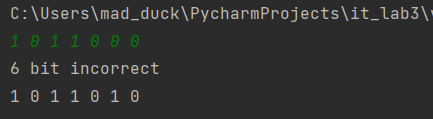 C:\Users\mad_duck\PycharmProjects\it_lab3\
1 0 1 1 0 0 0
6 bit incorrect
1 0 1 1 0 1 0